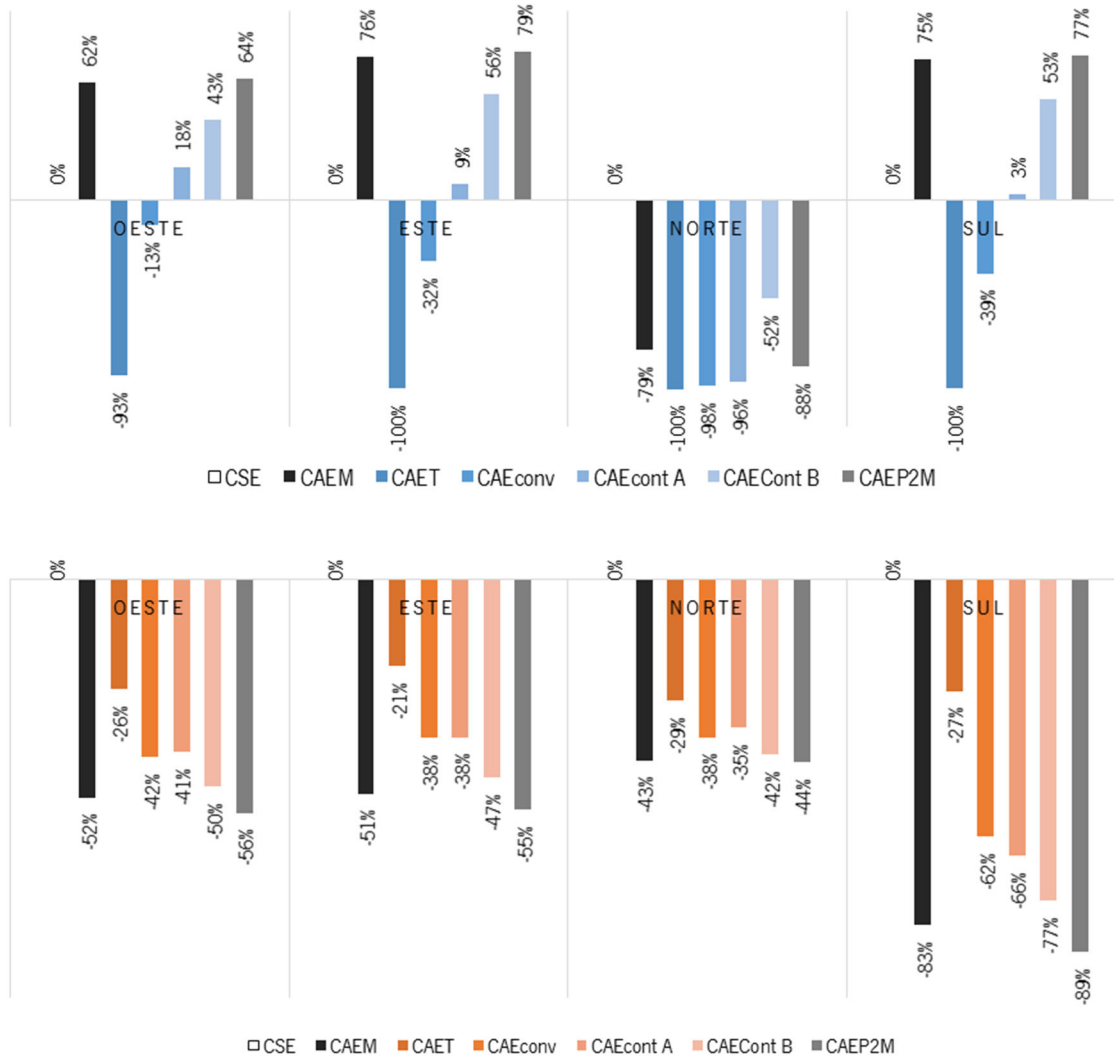 0% 62% -93% -13% 18% 43% 64%
OESTE
0% 76% -100% -32% 9% 56% 79%
ESTE
0% -79% -100% -98% -96% -52% -88%
NORTE
0% 75% -100% -39% 3% 53% 77%
SUL
CSE CAEM CAET CAEconv CAEcont A CAECont B CAEP2M
0% -52% -26% -42% -41% -50% -56%
OESTE
0% -51% -21% -38% -38% -47% -55%
ESTE
0% -43% -29% -38% -35% -42% -44%
NORTE
0% -83% -27% -62% -66% -77% -89%
SUL
CSE CAEM CAET CAEconv CAEcont A CAECont B CAEP2M